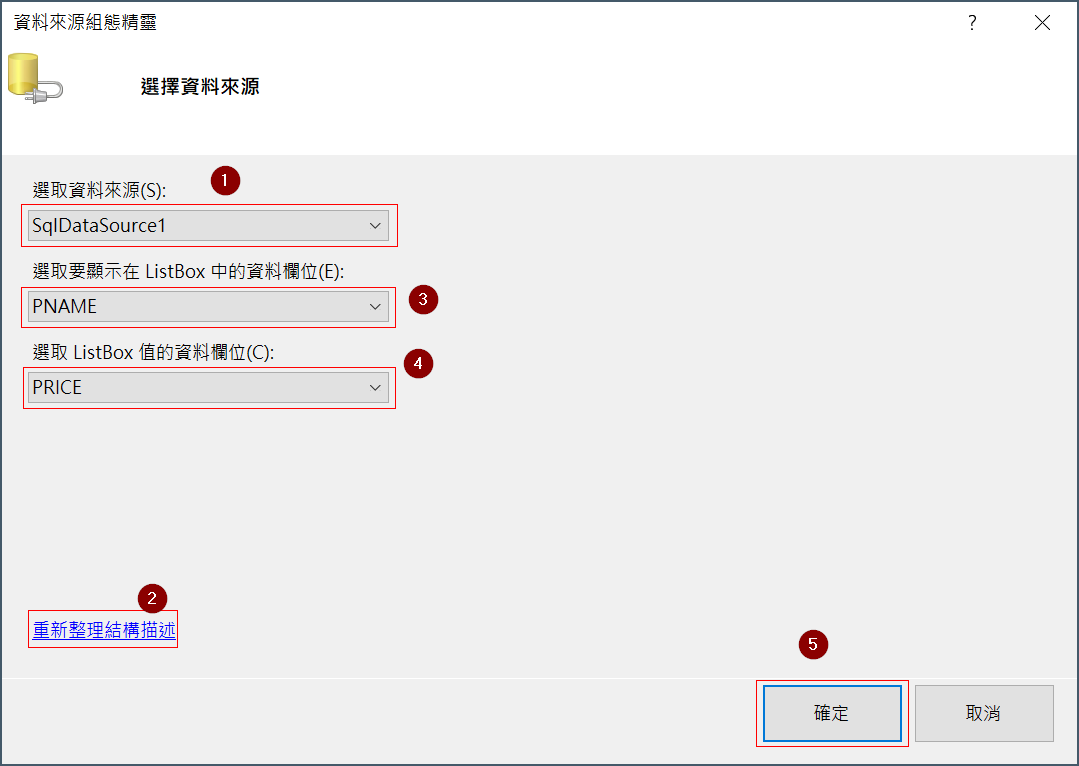 資料來源組態精靈
?
選擇資料來源
1
選取資料來源(S):
SqlDataSource1
選取要顯示在 ListBox 中的資料欄位(E):
PNAME
3
選取 ListBox 值的資料欄位(C):
4
PRICE
2
重新整理結構描述
5
確定
取消